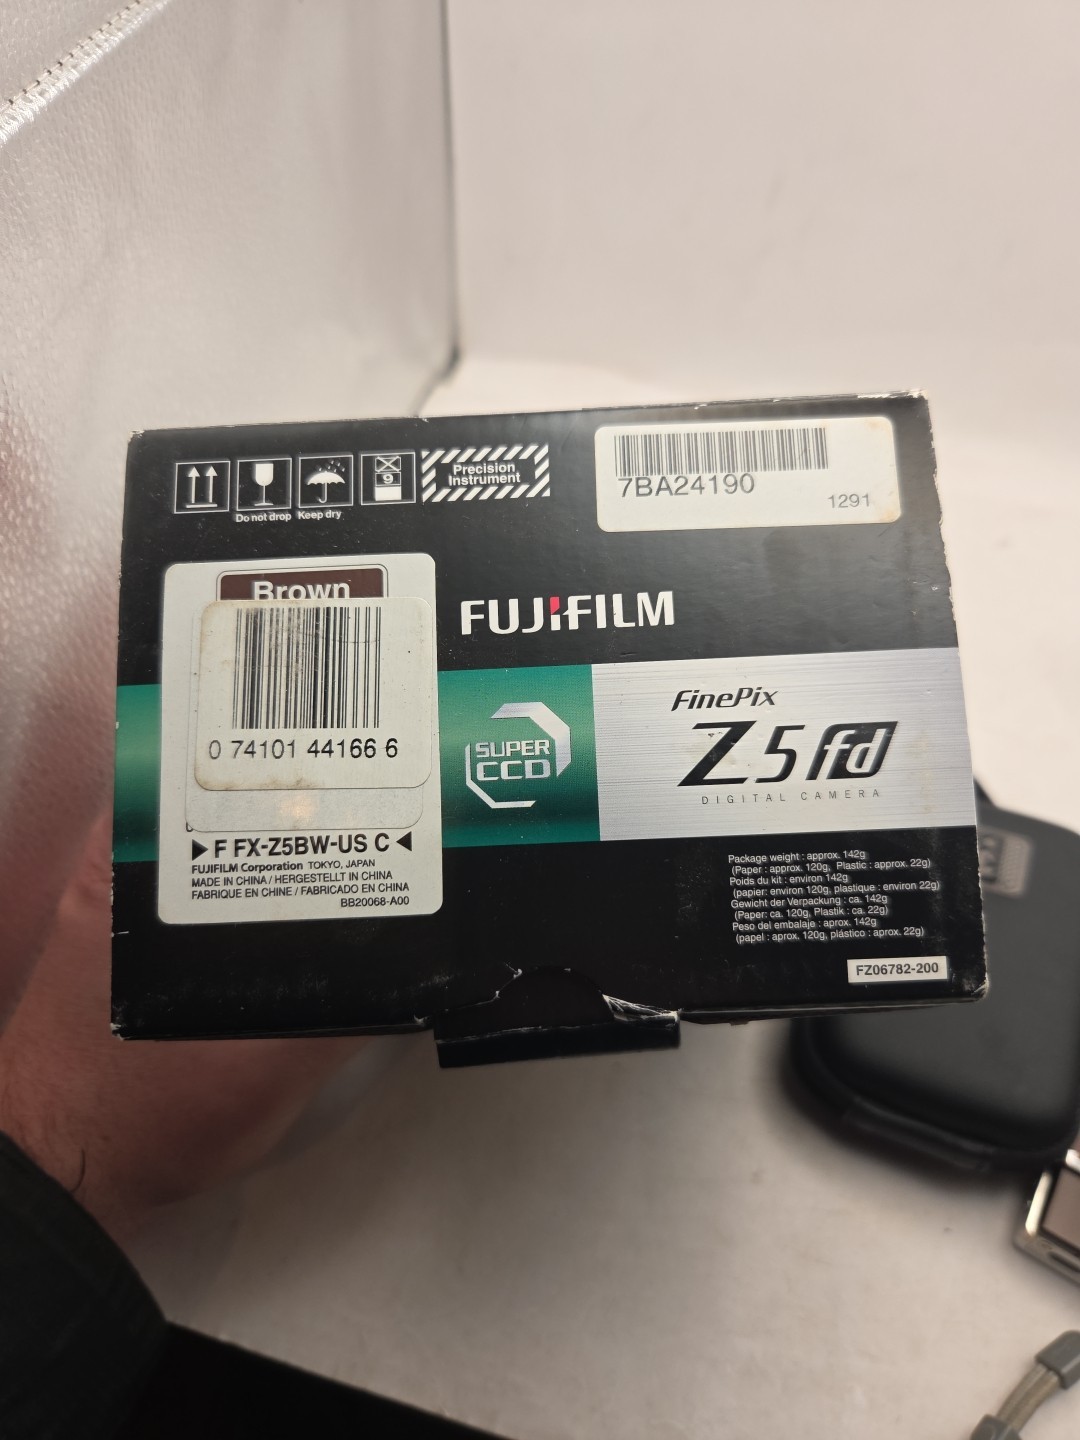 9
Precision
Instrument
Do not drop Keep dry
7BA24190
1291
Brown
0 74101 44166 6
F FX-Z5BW-US C
FUJIFILM Corporation TOKYO, JAPAN
MADE IN CHINA / HERGESTELLT IN CHINA
FABRIQUE EN CHINE / FABRICADO EN CHINA
BB20068-A00
FUJIFILM
SUPER
CCD
FinePix
Z5fd
DIGITAL CAMERA
Package weight : approx. 142g
(Paper : approx. 120g, Plastic : approx. 22g)
Poids du kit : environ 142g
(papier: environ 120g, plastique : environ 22g)
Gewicht der Verpackung : ca. 142g
(Paper: ca. 120g, Plastik : ca. 22g)
Peso del embalaje : aprox. 142g
(papel : aprox. 120g, plástico : aprox. 22g)
FZ06782-200